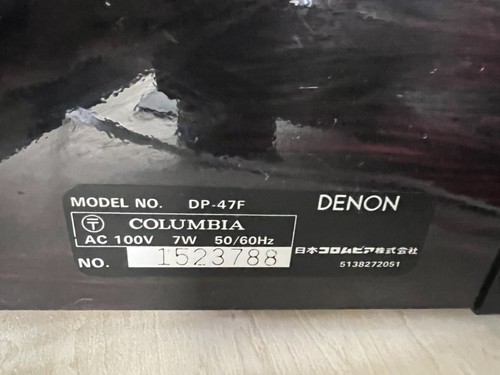 MODEL NO. DP-47F DENON
〒 COLUMBIA
AC 100V 7W 50/60Hz 日本コロムビア株式会社
NO. 1523788 5138272051